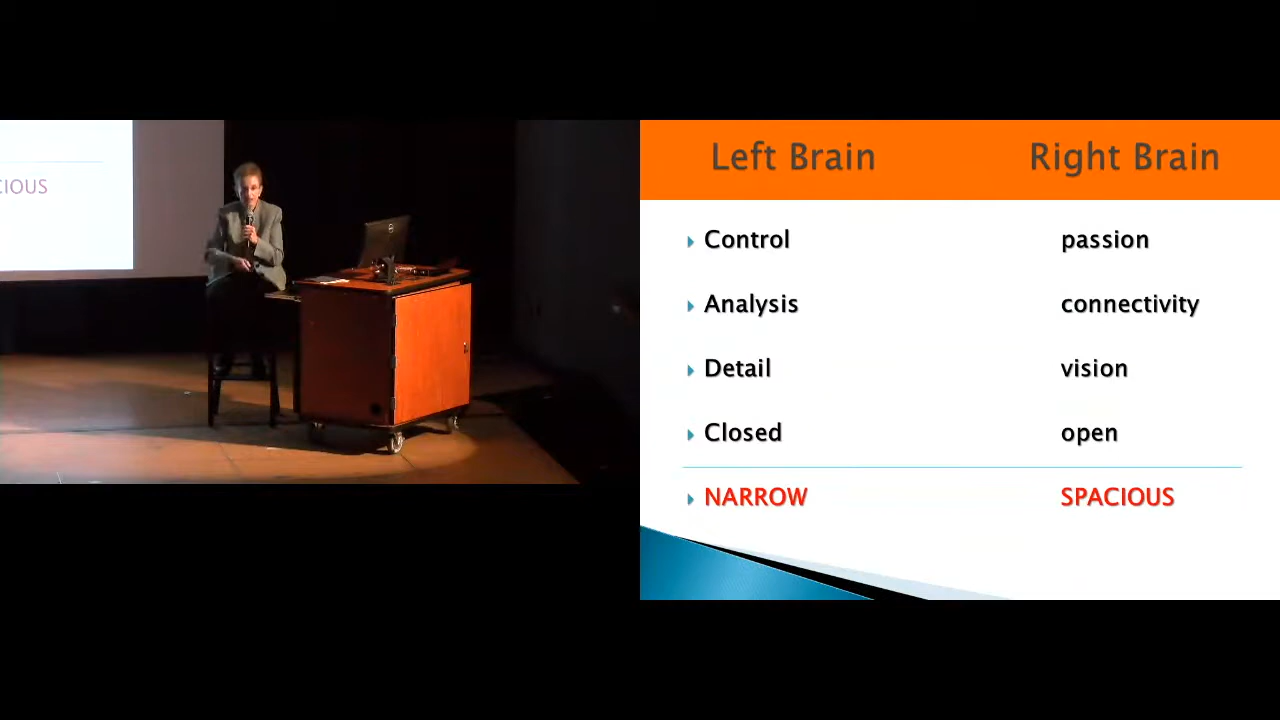 CIOUS
Left Brain Right Brain
Control passion
Analysis connectivity
Detail vision
Closed open
NARROW SPACIOUS